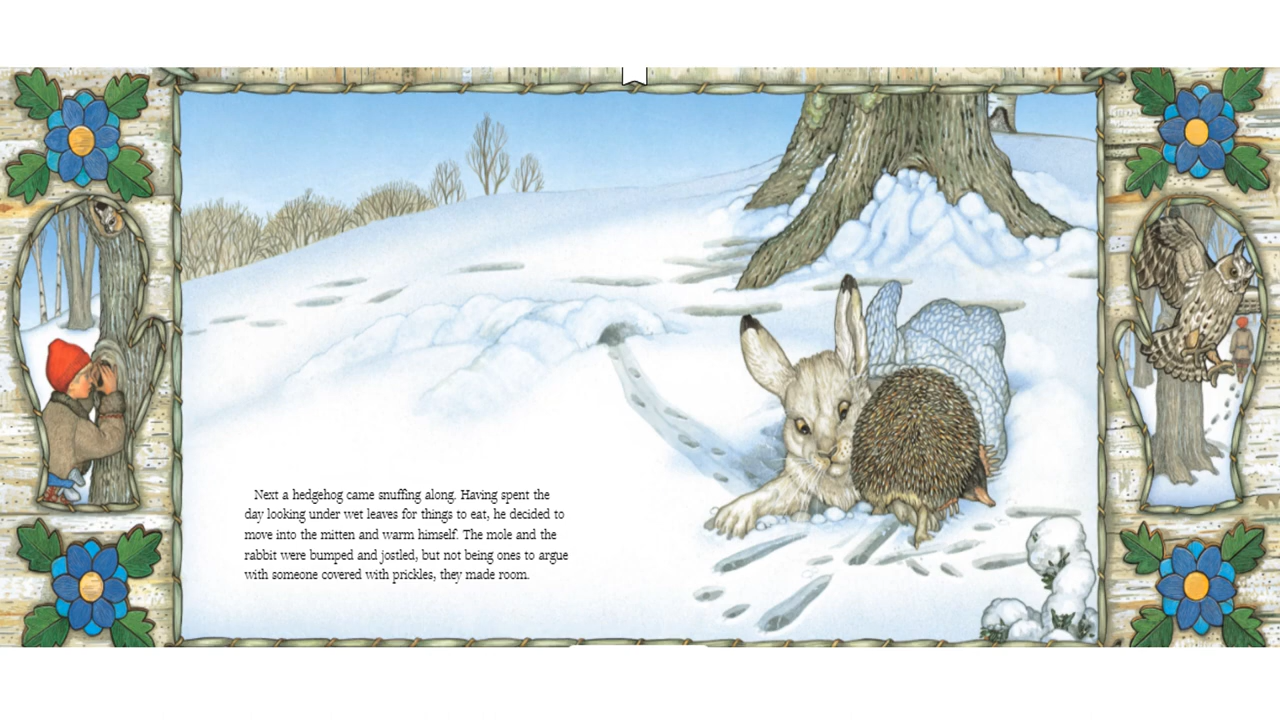 Next a hedgehog came snuffing along. Having spent the
day looking under wet leaves for things to eat, he decided to
move into the mitten and warm himself. The mole and the
rabbit were bumped and jostled, but not being ones to argue
with someone covered with prickles, they made room.